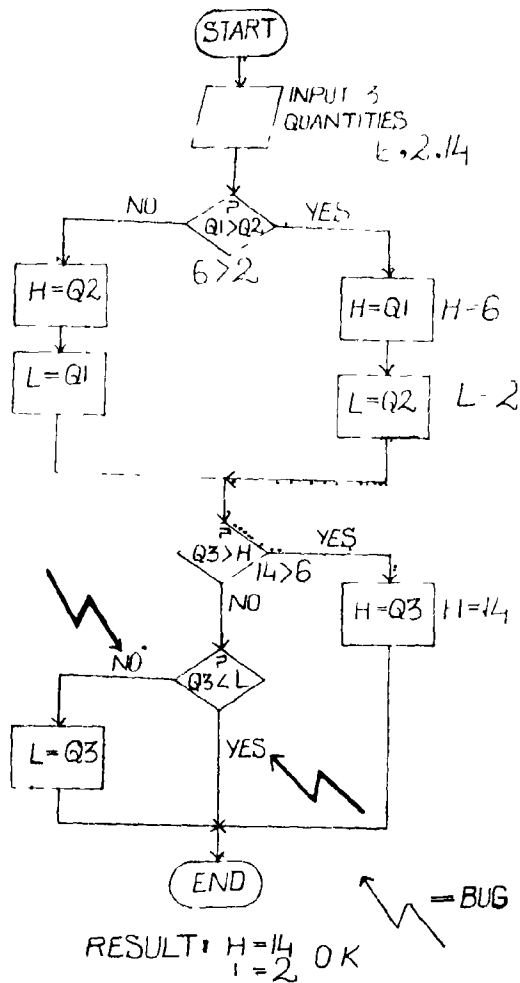 START
INPUT 3
QUANTITIES
6.2.14
NO
?
Q1>Q2
YES
6>2
H=Q2
H=Q1
H-6
L=Q1
L=Q2
L-2
?
Q3>H
YES
14>6
NO
H=Q3
H=14
NO
?
Q3<L
YES
L=Q3
END
= BUG
RESULT: H=14
L=2 OK